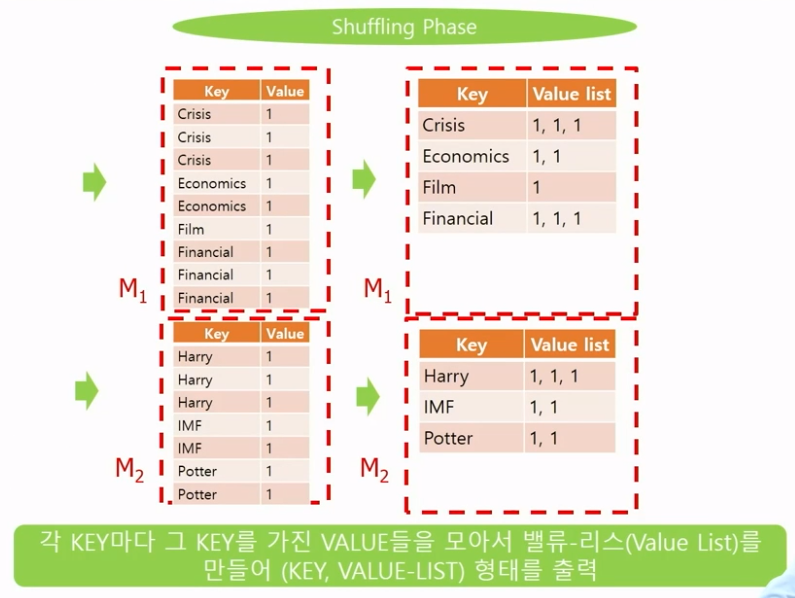 Shuffling Phase
Key Value
Crisis 1
Crisis 1
Crisis 1
Economics 1
Economics 1
Film 1
Financial 1
Financial 1
Financial 1
M1
Key Value list
Crisis 1, 1, 1
Economics 1, 1
Film 1
Financial 1, 1, 1
M1
Key Value
Harry 1
Harry 1
Harry 1
IMF 1
IMF 1
Potter 1
Potter 1
M2
Key Value list
Harry 1, 1, 1
IMF 1, 1
Potter 1, 1
M2
각 KEY마다 그 KEY를 가진 VALUE들을 모아서 밸류-리스(Value List)를
만들어 (KEY, VALUE-LIST) 형태를 출력